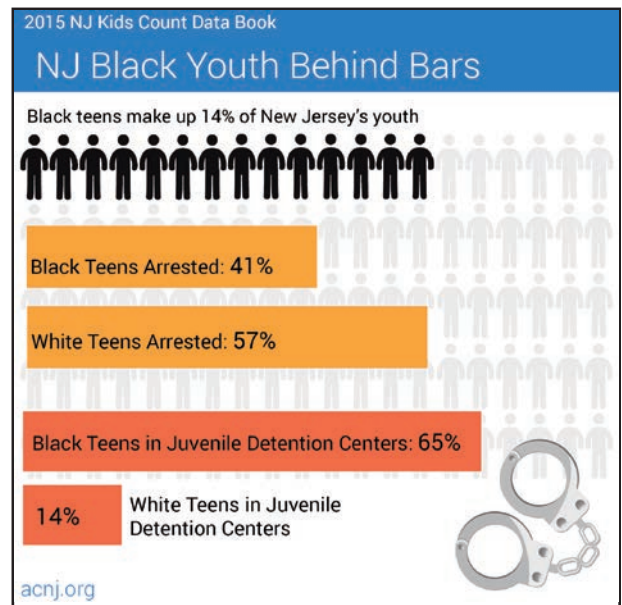 2015 NJ Kids Count Data Book
NJ Black Youth Behind Bars
Black teens make up 14% of New Jersey's youth
Black Teens Arrested: 41%
White Teens Arrested: 57%
Black Teens in Juvenile Detention Centers: 65%
14%
White Teens in Juvenile
Detention Centers
acnj.org